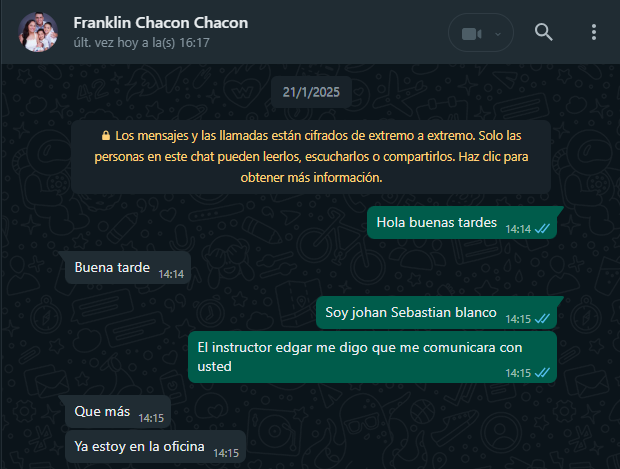 Franklin Chacon Chacon
últ. vez hoy a la(s) 16:17
21/1/2025
Los mensajes y las llamadas están cifrados de extremo a extremo. Solo las
personas en este chat pueden leerlos, escucharlos o compartirlos. Haz clic para
obtener más información.
Hola buenas tardes 14:14
Buena tarde 14:14
Soy johan Sebastian blanco 14:15
El instructor edgar me digo que me comunicara con
usted 14:15
Que más 14:15
Ya estoy en la oficina 14:15